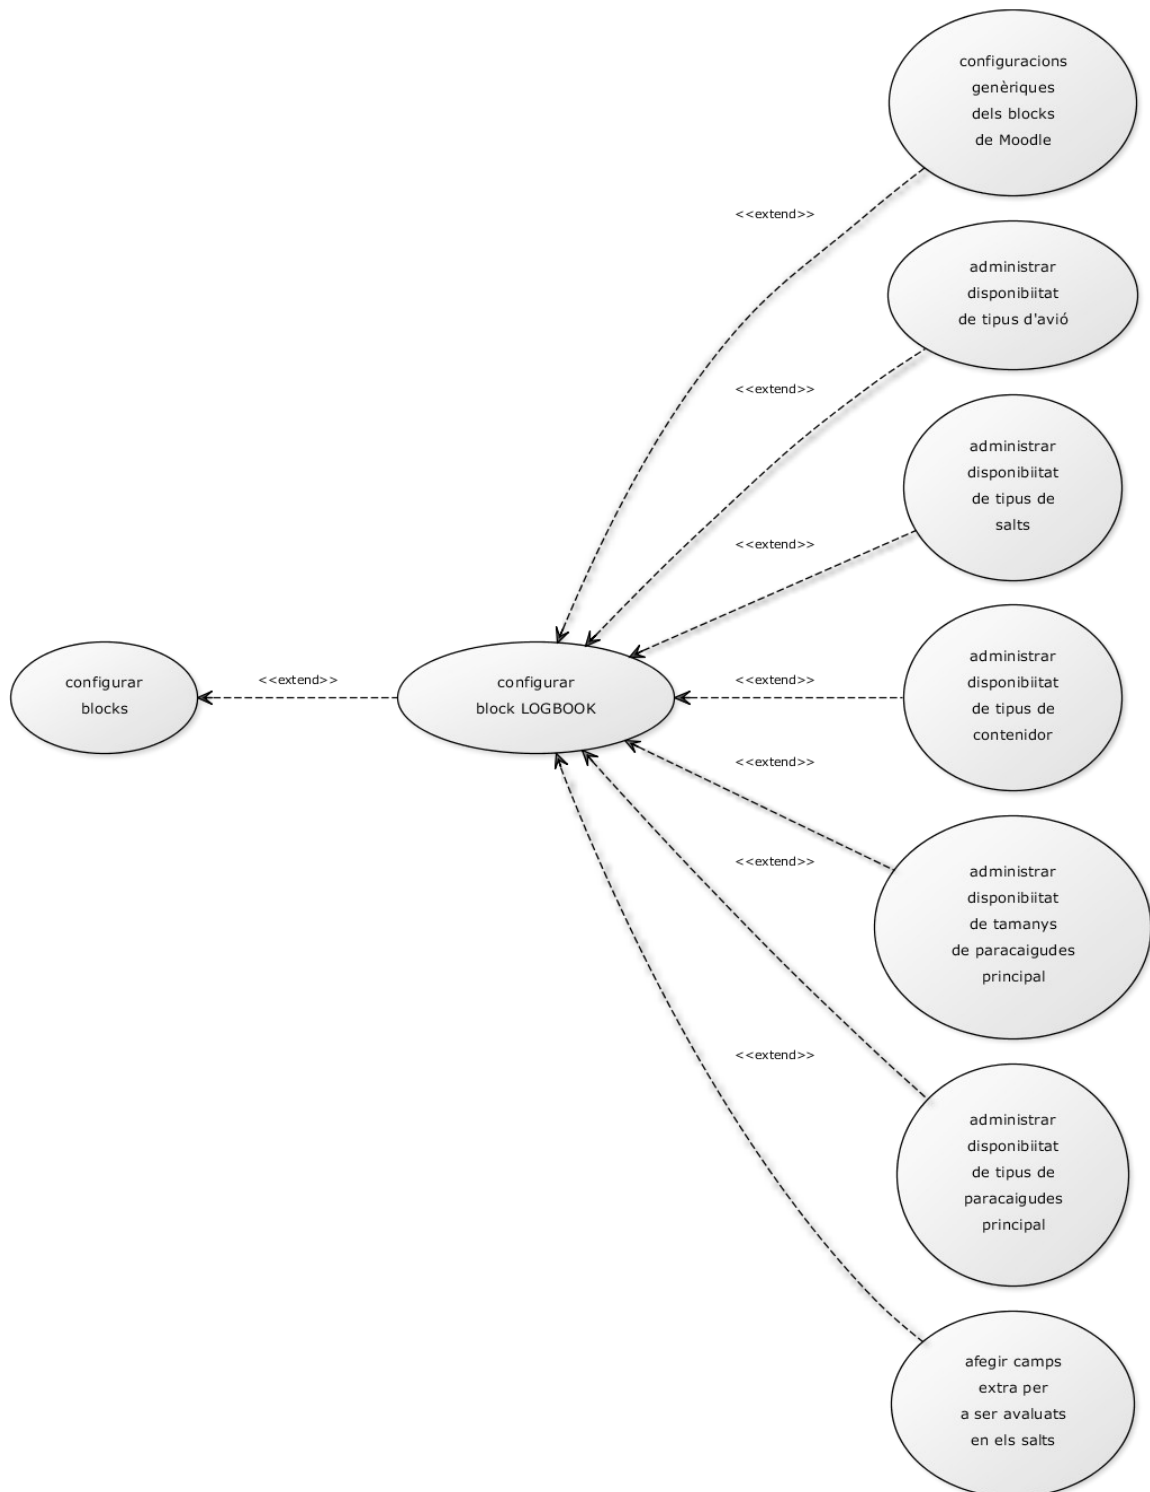 configuracions
genèriques
dels blocks
de Moodle
<<extend>>
administrar
disponibiitat
de tipus d'avió
<<extend>>
administrar
disponibiitat
de tipus de
salts
<<extend>>
configurar
blocks
<<extend>>
configurar
block LOGBOOK
<<extend>>
administrar
disponibiitat
de tipus de
contenidor
<<extend>>
administrar
disponibiitat
de tamanys
de paracaigudes
principal
<<extend>>
administrar
disponibiitat
de tipus de
paracaigudes
principal
<<extend>>
afegir camps
extra per
a ser avaluats
en els salts